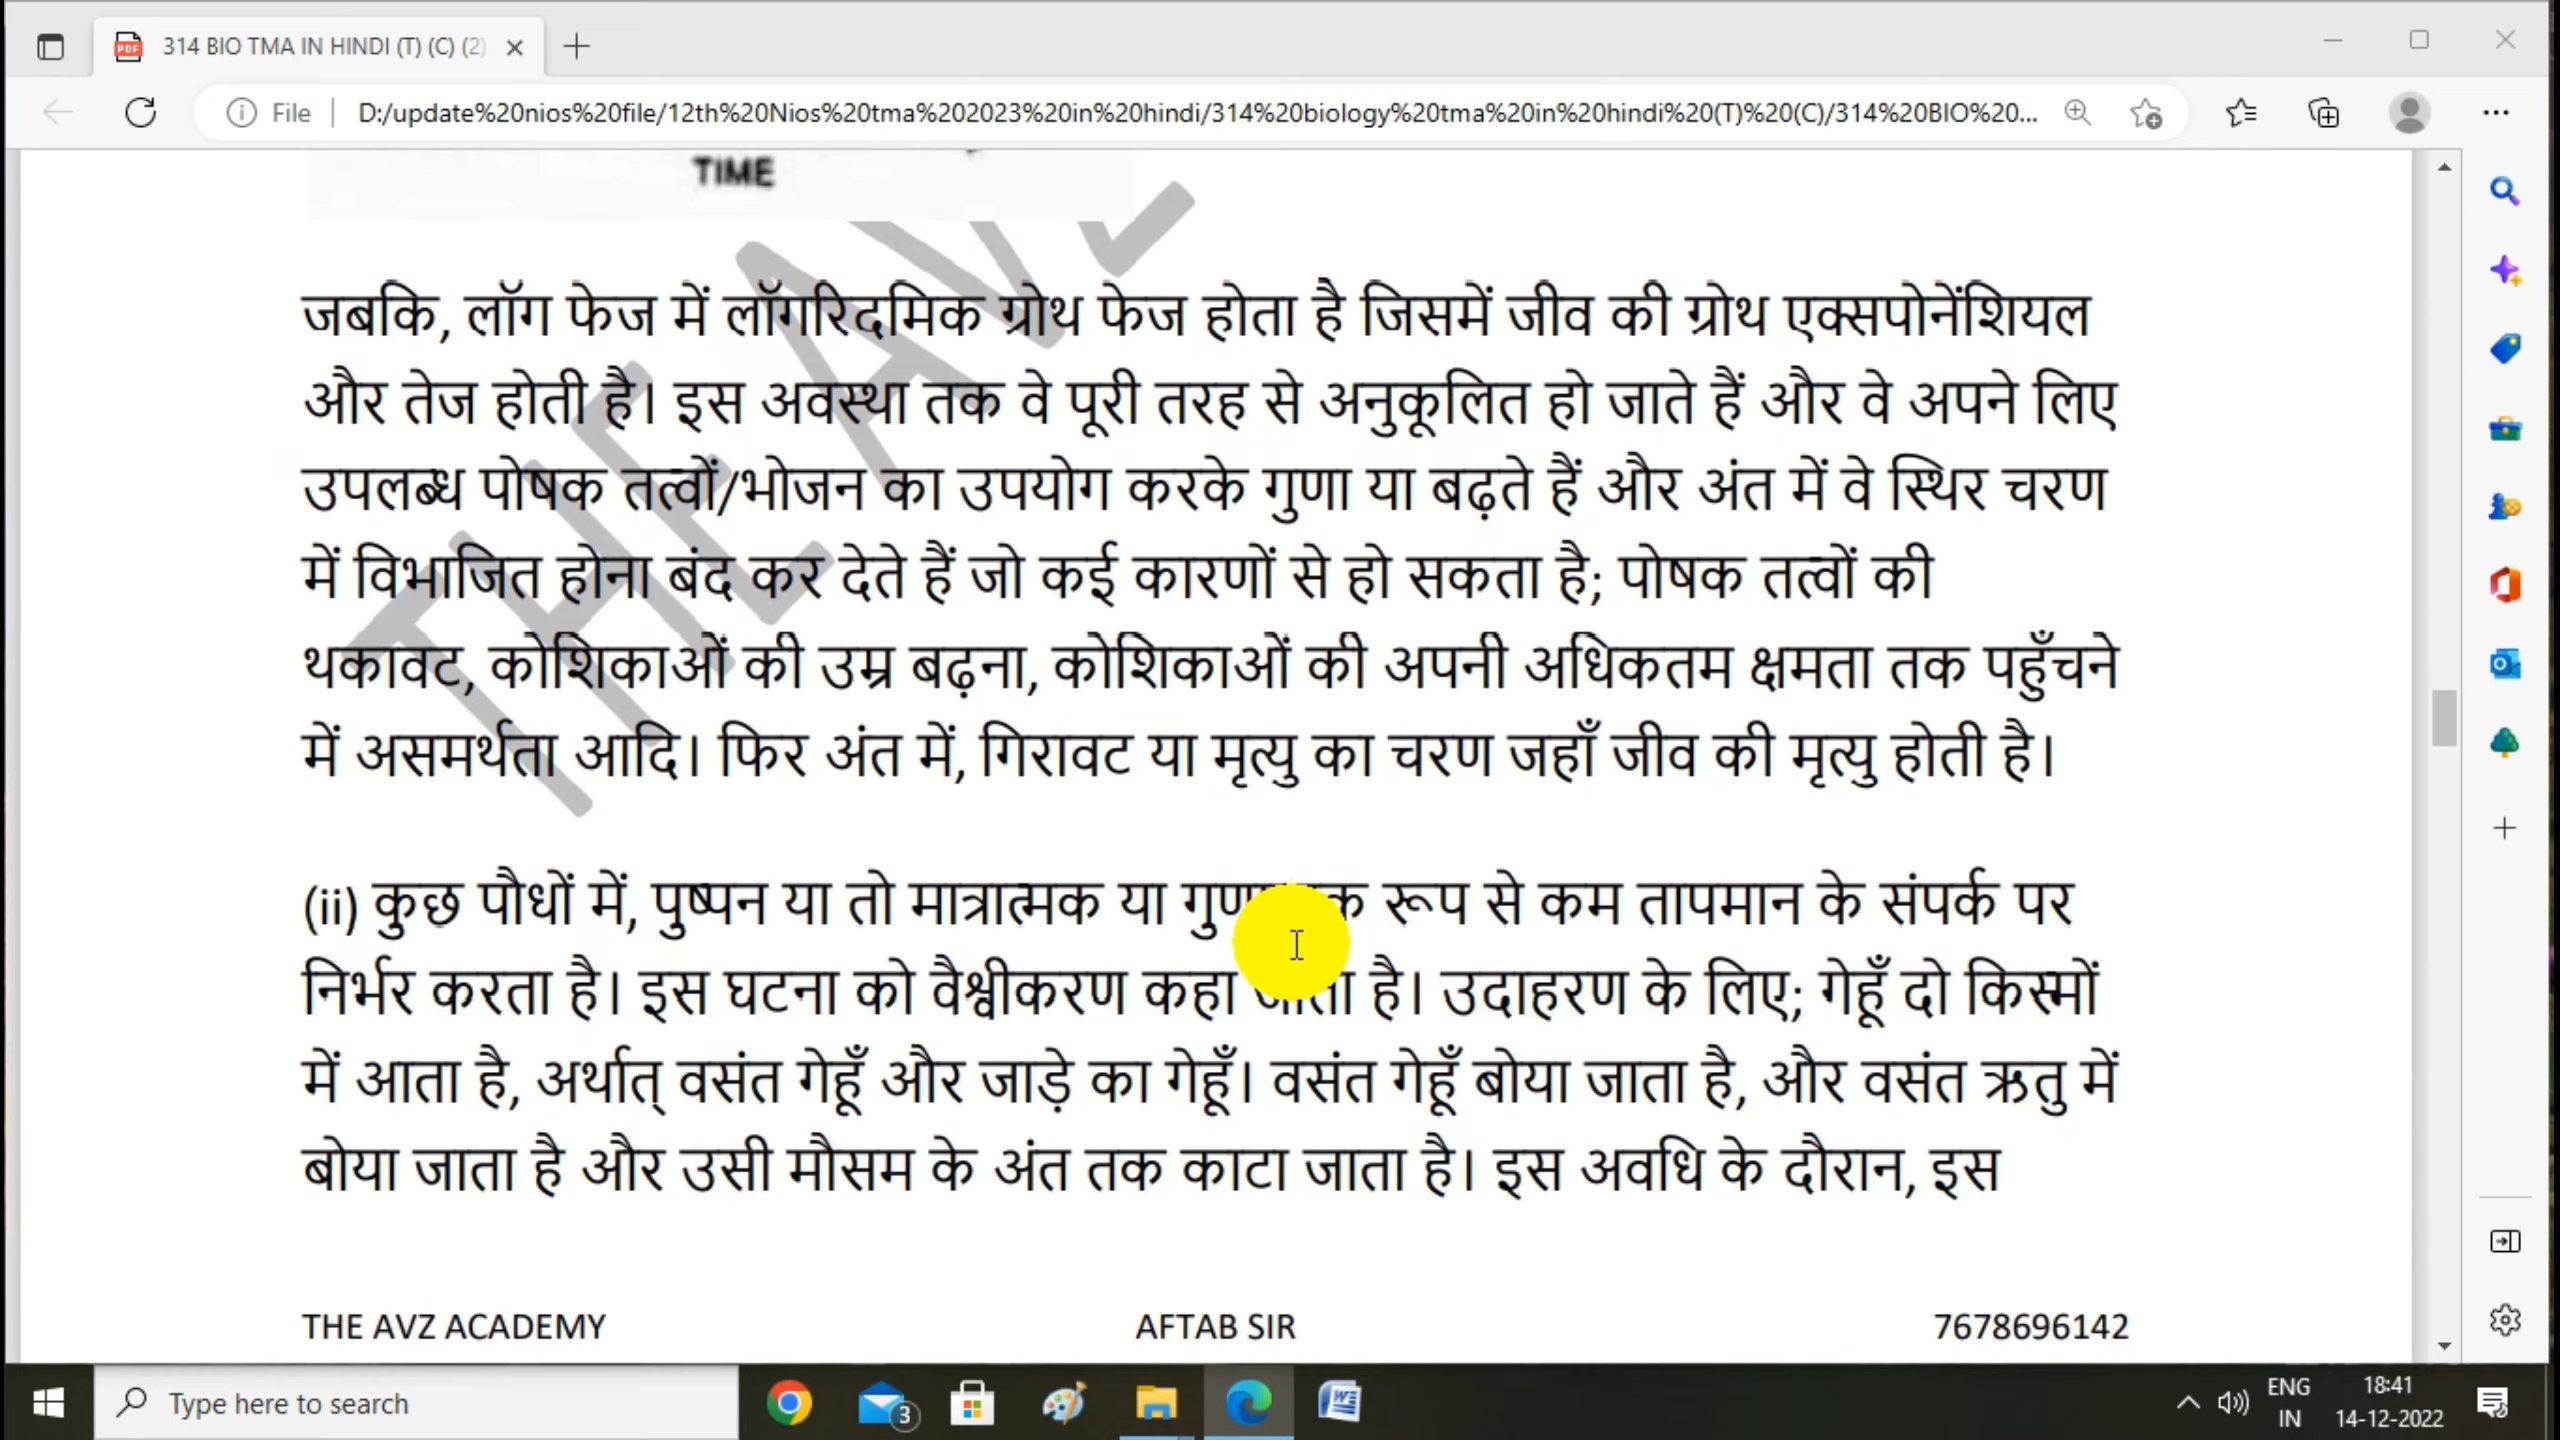 314 BIO TMA IN HINDI (T) (C) (2)
File
D:/update%20nios%20file/12th%20Nios%20tma%202023%20in%20hindi/314%20biology%20tma%20in%20hindi%20(T)%20(C)/314%20BIO%20...
TIME
THE AVZ
जबकि, लॉग फेज में लॉगरिदमिक ग्रोथ फेज होता है जिसमें जीव की ग्रोथ एक्सपोनेंशियल
और तेज होती है। इस अवस्था तक वे पूरी तरह से अनुकूलित हो जाते हैं और वे अपने लिए
उपलब्ध पोषक तत्वों/भोजन का उपयोग करके गुणा या बढ़ते हैं और अंत में वे स्थिर चरण
में विभाजित होना बंद कर देते हैं जो कई कारणों से हो सकता है; पोषक तत्वों की
थकावट, कोशिकाओं की उम्र बढ़ना, कोशिकाओं की अपनी अधिकतम क्षमता तक पहुँचने
में असमर्थता आदि। फिर अंत में, गिरावट या मृत्यु का चरण जहाँ जीव की मृत्यु होती है।
(ii) कुछ पौधों में, पुष्पन या तो मात्रात्मक या रूप से कम तापमान के संपर्क पर
निर्भर करता है। इस घटना को वैश्वीकरण कहा जाता है। उदाहरण के लिए; गेहूँ दो किस्मों
में आता है, अर्थात् वसंत गेहूँ और जाड़े का गेहूँ। वसंत गेहूँ बोया जाता है, और वसंत ऋतु में
बोया जाता है और उसी मौसम के अंत तक काटा जाता है। इस अवधि के दौरान, इस
THE AVZ ACADEMY AFTAB SIR 7678696142
Type here to search
3
ENG 18:41
IN 14-12-2022